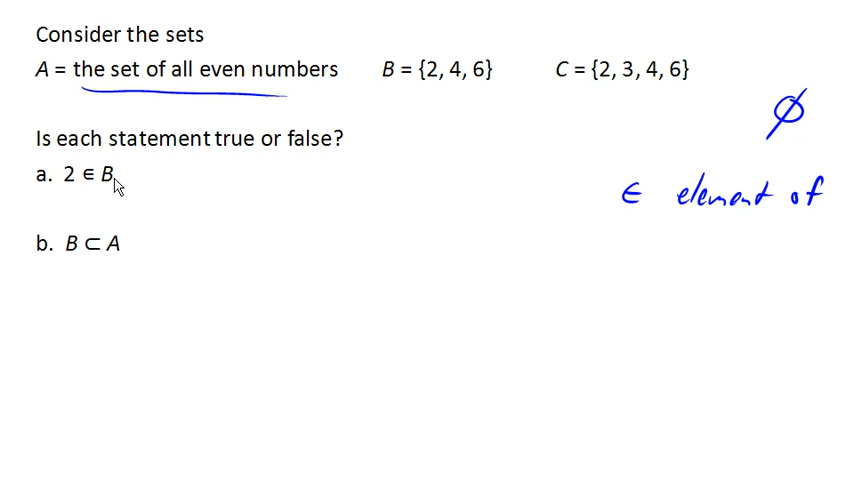 Consider the sets
A = the set of all even numbers B = {2, 4, 6} C = {2, 3, 4, 6}
∅
Is each statement true or false?
a. 2 ∈ B
∈ element of
b. B ⊂ A